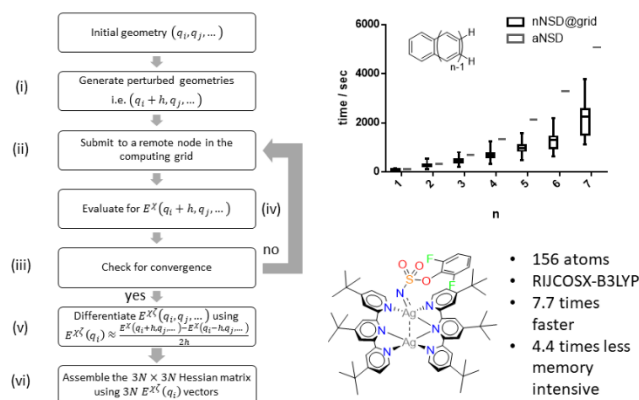 Initial geometry (q_i, q_j, …)
(i)
Generate perturbed geometries
i.e. (q_i + h, q_j, …)
(ii)
Submit to a remote node in the
computing grid
Evaluate for E^χ(q_i + h, q_j, …)
(iv)
no
(iii)
Check for convergence
yes
(v)
Differentiate E^{χζ}(q_i, q_j, …) using
E^{χζ}(q_i) ≈ E^χ(q_i+h,q_j,…)−E^χ(q_i−h,q_j,…)
2h
(vi)
Assemble the 3N × 3N Hessian matrix
using 3N E^{χζ}(q_i) vectors
nNSD@grid
aNSD
time / sec
6000
4000
2000
0
H
H
n-1
1 2 3 4 5 6 7
n
F
O
O
S
O
F
N
N Ag N
N Ag N
N N
• 156 atoms
• RIJCOSX-B3LYP
• 7.7 times
faster
• 4.4 times less
memory
intensive